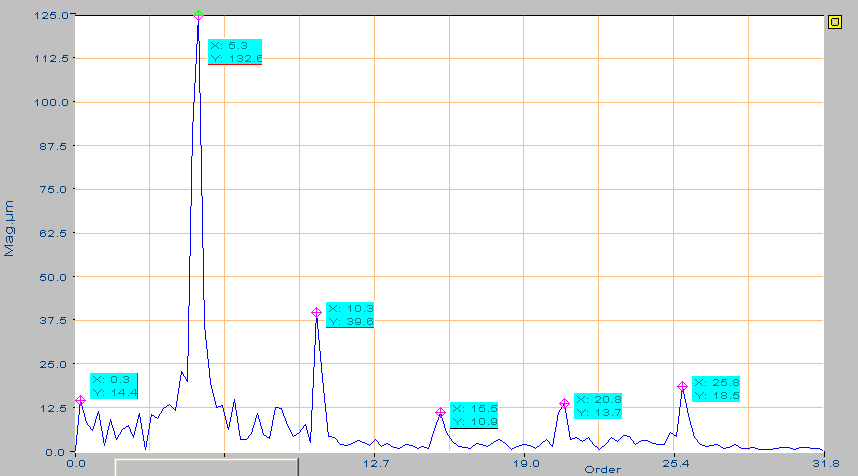 125.0
X: 5.3
Y: 132.6
112.5
100.0
87.5
75.0
62.5
Mag.µm
50.0
X: 10.3
Y: 39.6
37.5
25.0
X: 0.3
Y: 14.4
X: 25.8
Y: 18.5
X: 20.8
Y: 13.7
X: 15.5
Y: 10.9
12.5
0.0
0.0
12.7
19.0
Order
25.4
31.8